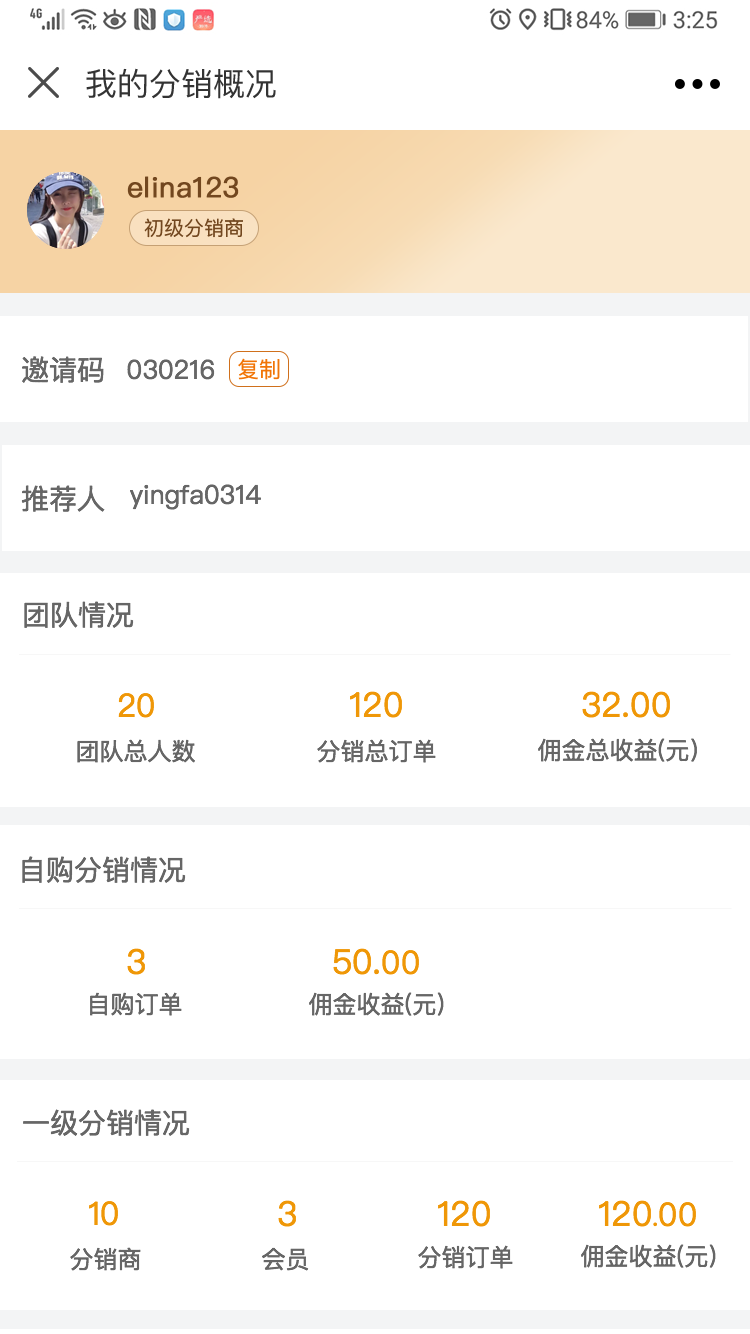 4G 84% 3:25
我的分销概况
elina123
初级分销商
邀请码 030216 复制
推荐人 yingfa0314
团队情况
20 120 32.00
团队总人数 分销总订单 佣金总收益(元)
自购分销情况
3 50.00
自购订单 佣金收益(元)
一级分销情况
10 3 120 120.00
分销商 会员 分销订单 佣金收益(元)